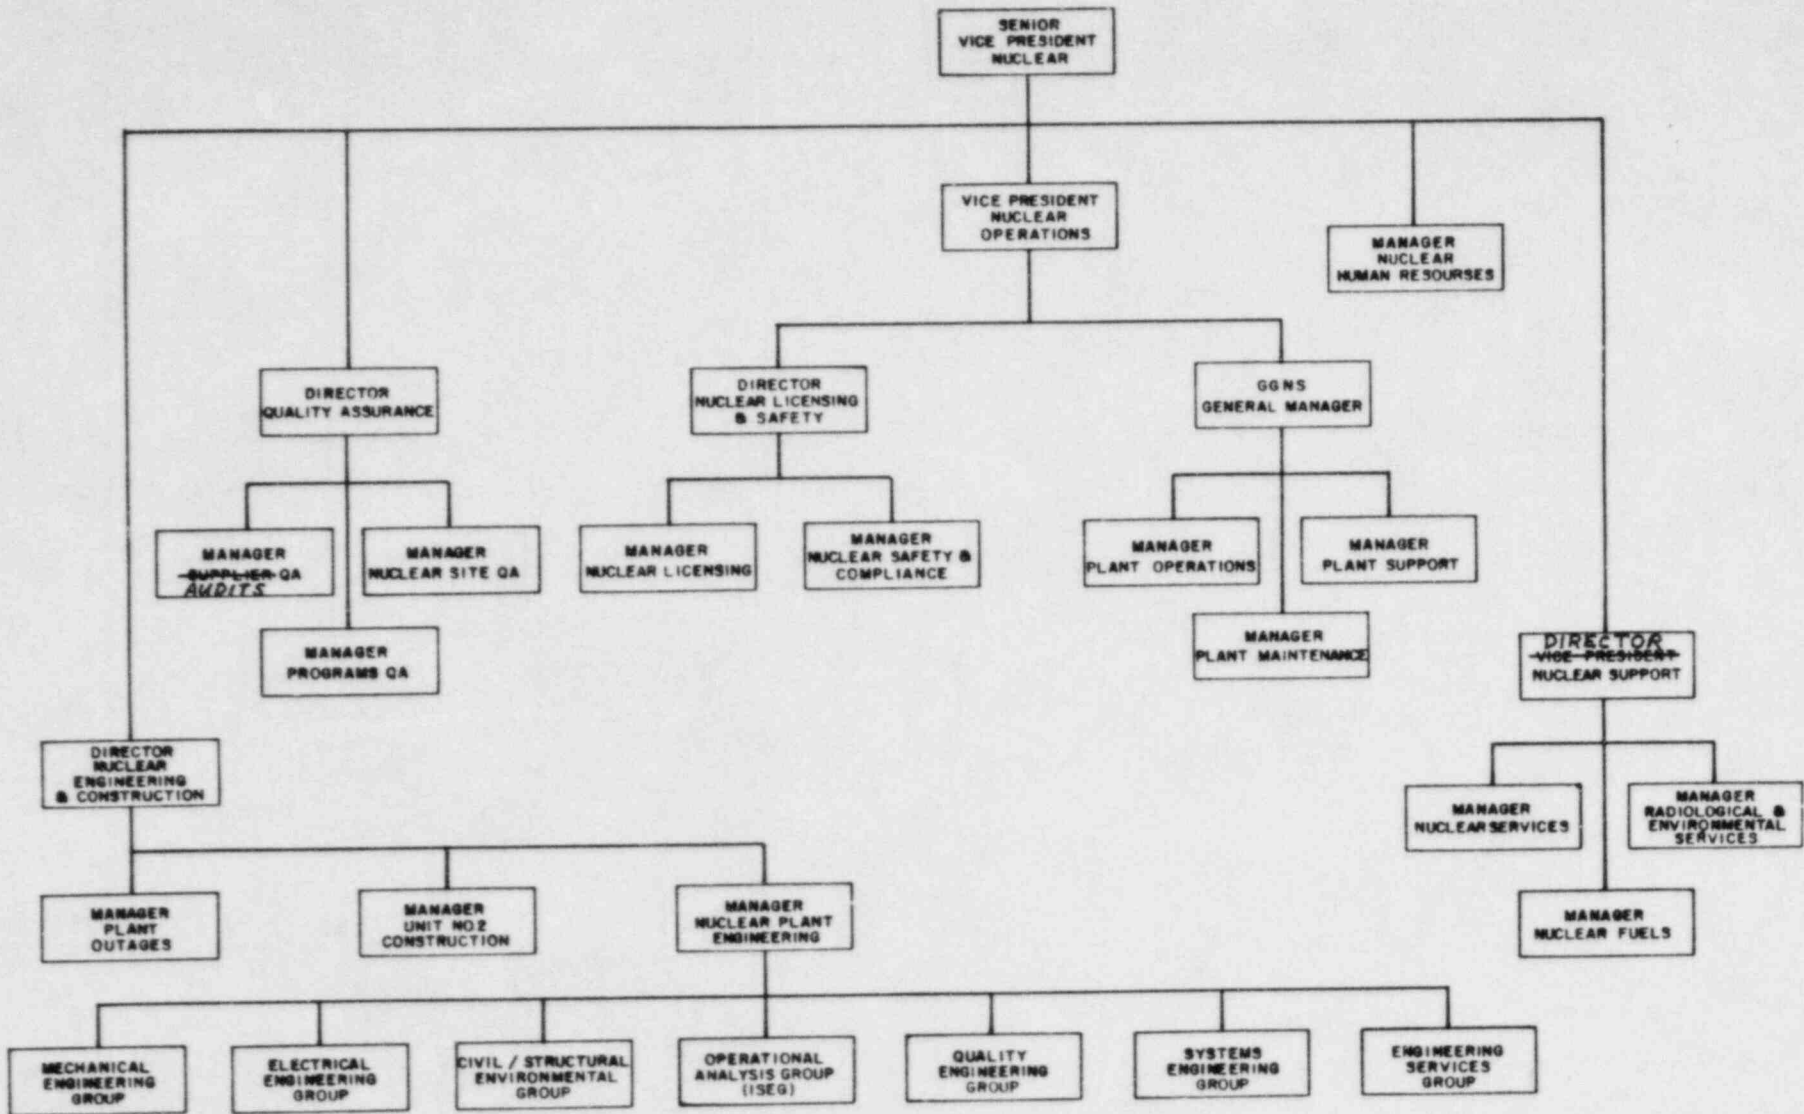 SENIOR
VICE PRESIDENT
NUCLEAR
VICE PRESIDENT
NUCLEAR
OPERATIONS
MANAGER
NUCLEAR
HUMAN RESOURSES
DIRECTOR
QUALITY ASSURANCE
DIRECTOR
NUCLEAR LICENSING
& SAFETY
GGNS
GENERAL MANAGER
MANAGER
SUPPLIER QA
AUDITS
MANAGER
NUCLEAR SITE QA
MANAGER
NUCLEAR LICENSING
MANAGER
NUCLEAR SAFETY &
COMPLIANCE
MANAGER
PLANT OPERATIONS
MANAGER
PLANT SUPPORT
MANAGER
PROGRAMS QA
MANAGER
PLANT MAINTENANCE
DIRECTOR
VICE PRESIDENT
NUCLEAR SUPPORT
DIRECTOR
NUCLEAR
ENGINEERING
& CONSTRUCTION
MANAGER
NUCLEAR SERVICES
MANAGER
RADIOLOGICAL &
ENVIRONMENTAL
SERVICES
MANAGER
PLANT
OUTAGES
MANAGER
UNIT NO.2
CONSTRUCTION
MANAGER
NUCLEAR PLANT
ENGINEERING
MANAGER
NUCLEAR FUELS
MECHANICAL
ENGINEERING
GROUP
ELECTRICAL
ENGINEERING
GROUP
CIVIL / STRUCTURAL
ENVIRONMENTAL
GROUP
OPERATIONAL
ANALYSIS GROUP
(ISEG)
QUALITY
ENGINEERING
GROUP
SYSTEMS
ENGINEERING
GROUP
ENGINEERING
SERVICES
GROUP